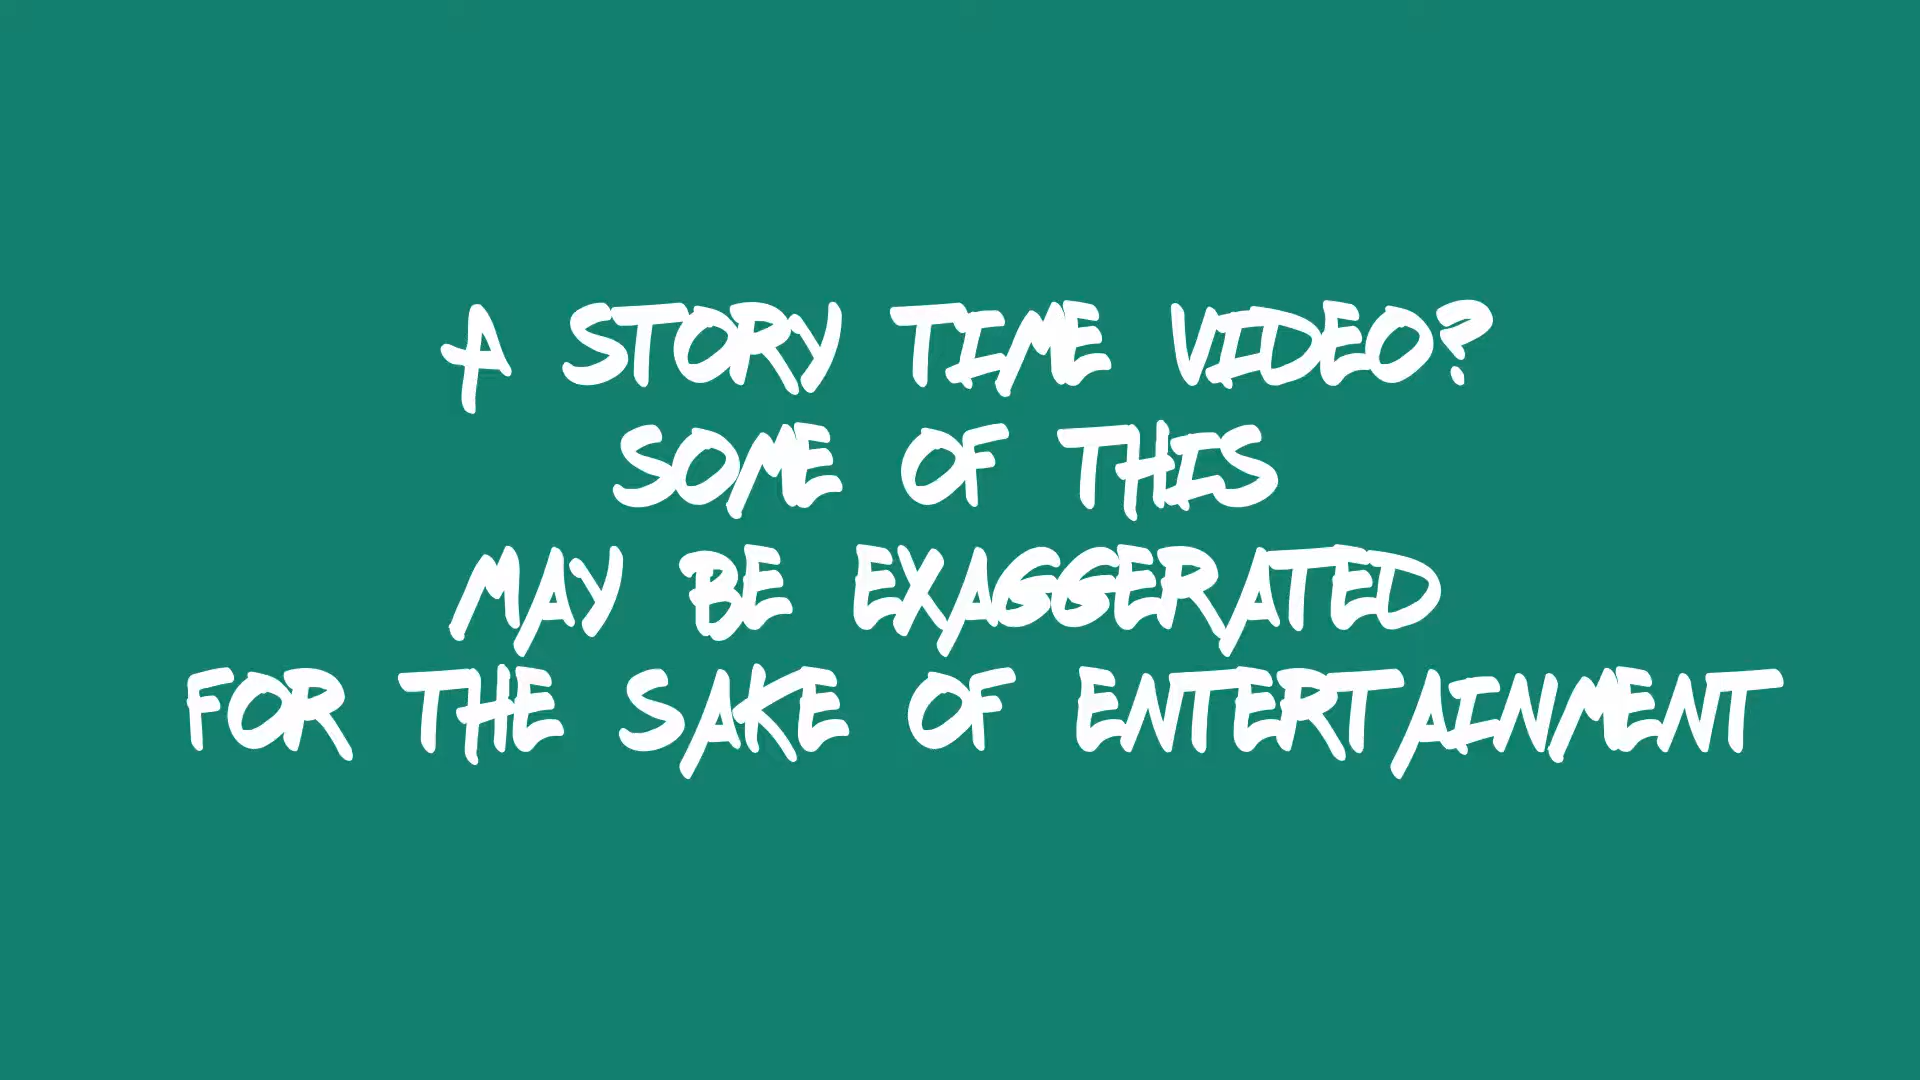 A STORY TIME VIDEO?
SOME OF THIS
MAY BE EXAGGERATED
FOR THE SAKE OF ENTERTAINMENT